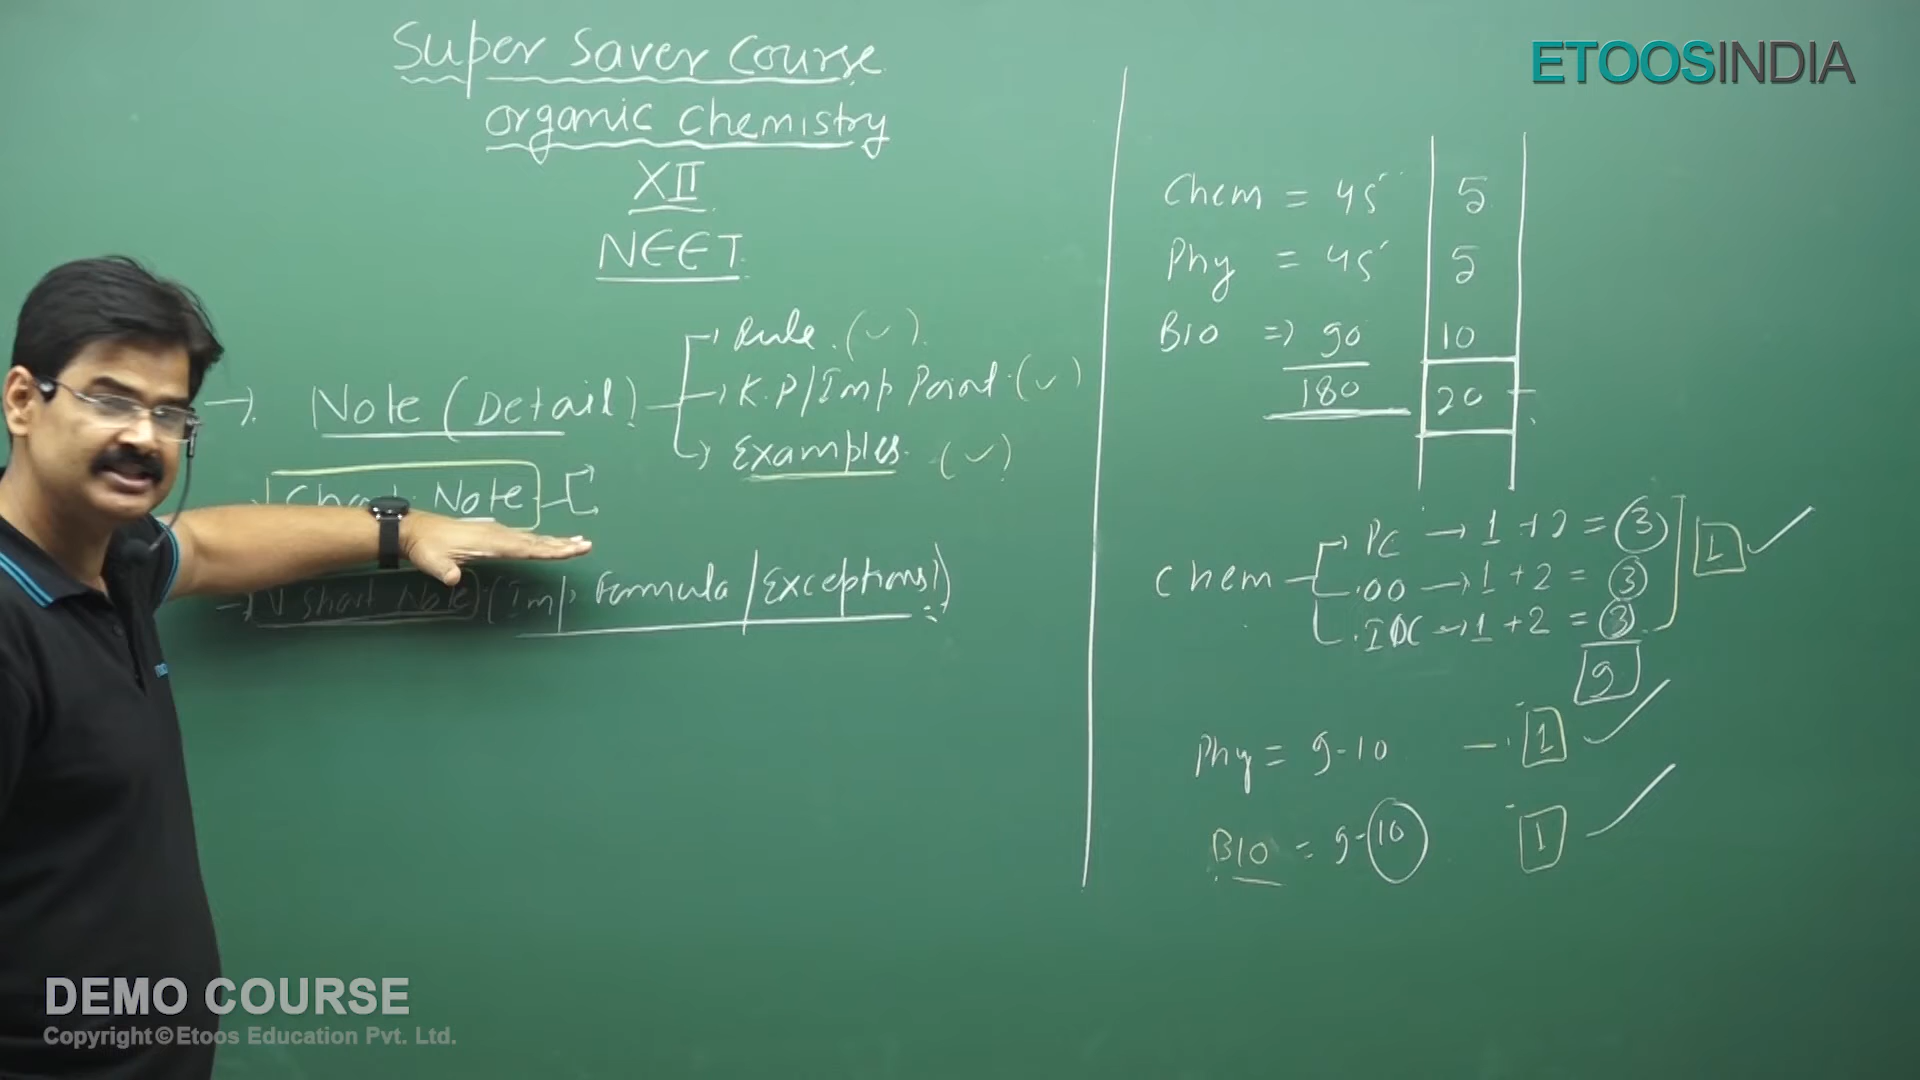 Super Saver Course
Organic Chemistry
XII
NEET
→ Note (Detail)
Rule. (✓)
→ K.P/Imp Point. (✓)
→ Examples. (✓)
Note
→ V Short Note (Imp Formula / Exceptions)
ETOOSINDIA
Chem = 45 5
Phy = 45 5
BIO => 90 10
180 20
Chem
PC → 1 + 2 = 3
OO → 1 + 2 = 3
IOC → 1 + 2 = 3
1 ✓
9
Phy = 9-10 — 1 ✓
BIO = 9-10 1 ✓
DEMO COURSE
Copyright©Etoos Education Pvt. Ltd.